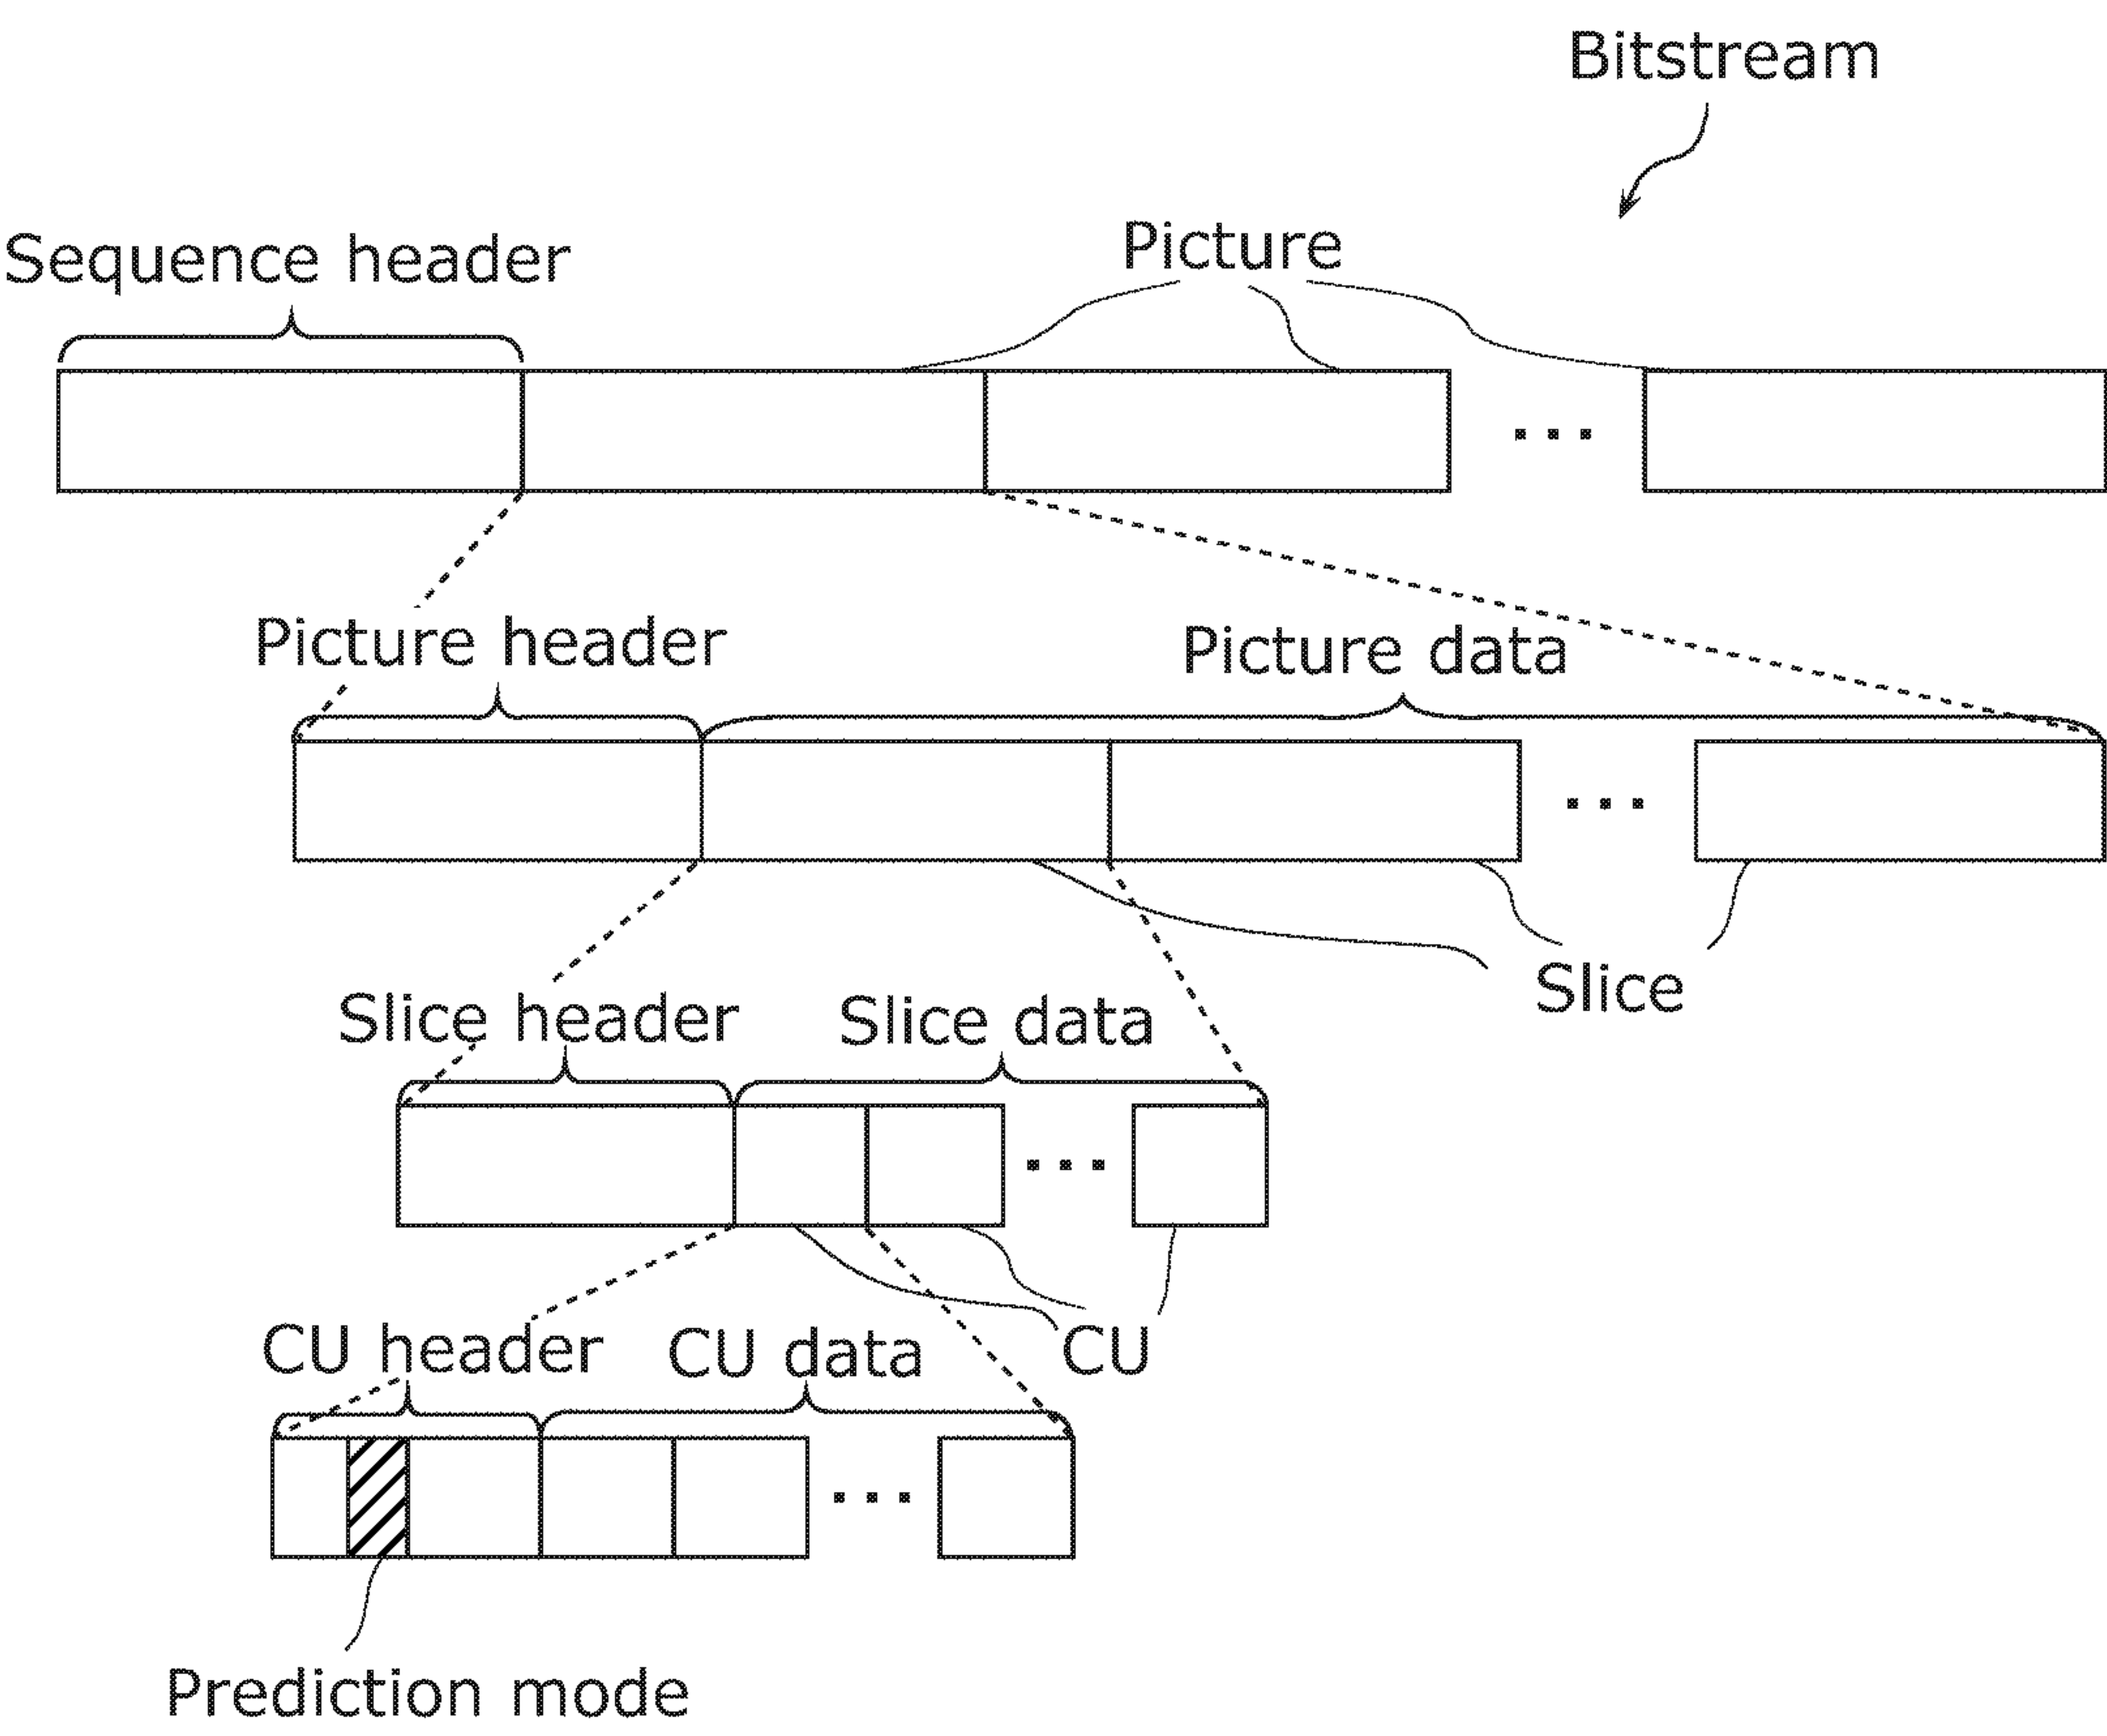 Bitstream
Sequence header
Picture
Picture header
Picture data
Slice
Slice header
Slice data
CU header
CU data
CU
Prediction mode